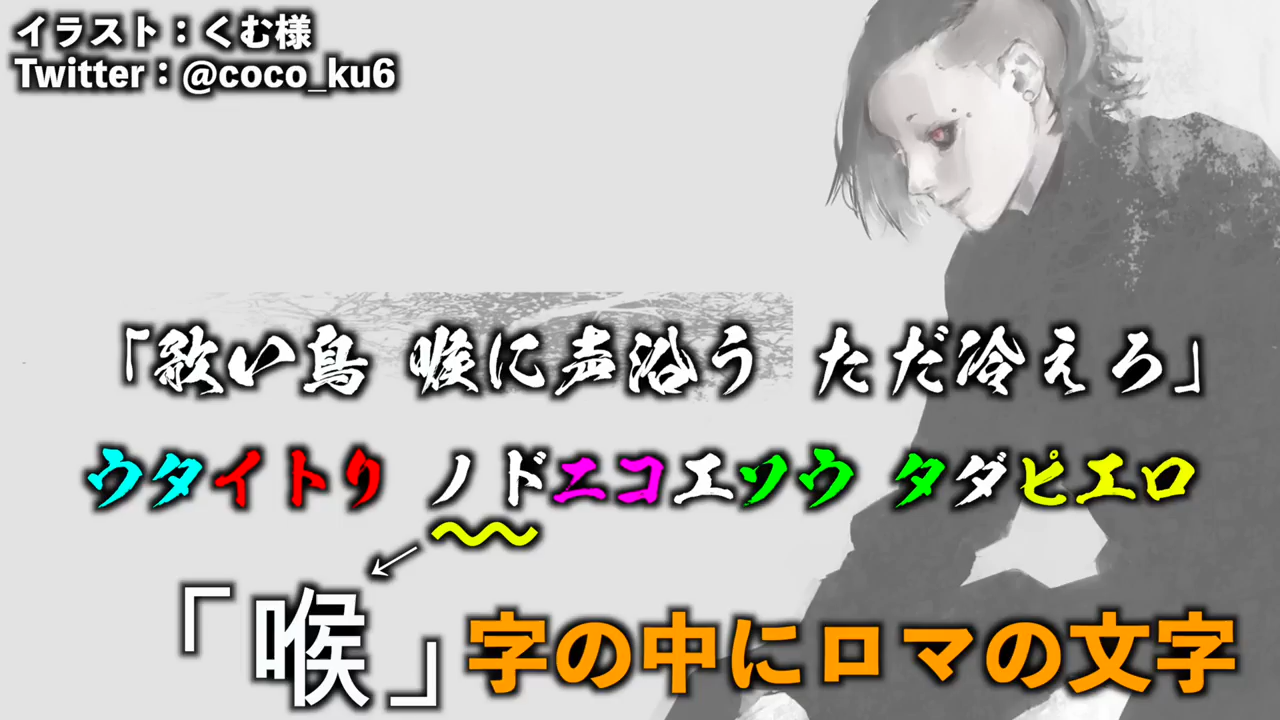 イラスト：くむ様
Twitter：@coco_ku6
「歌い鳥 喉に声沿う ただ冷えろ」
ウタイトリ ノドニコエソウ タダヒエロ
「喉」字の中にロマの文字